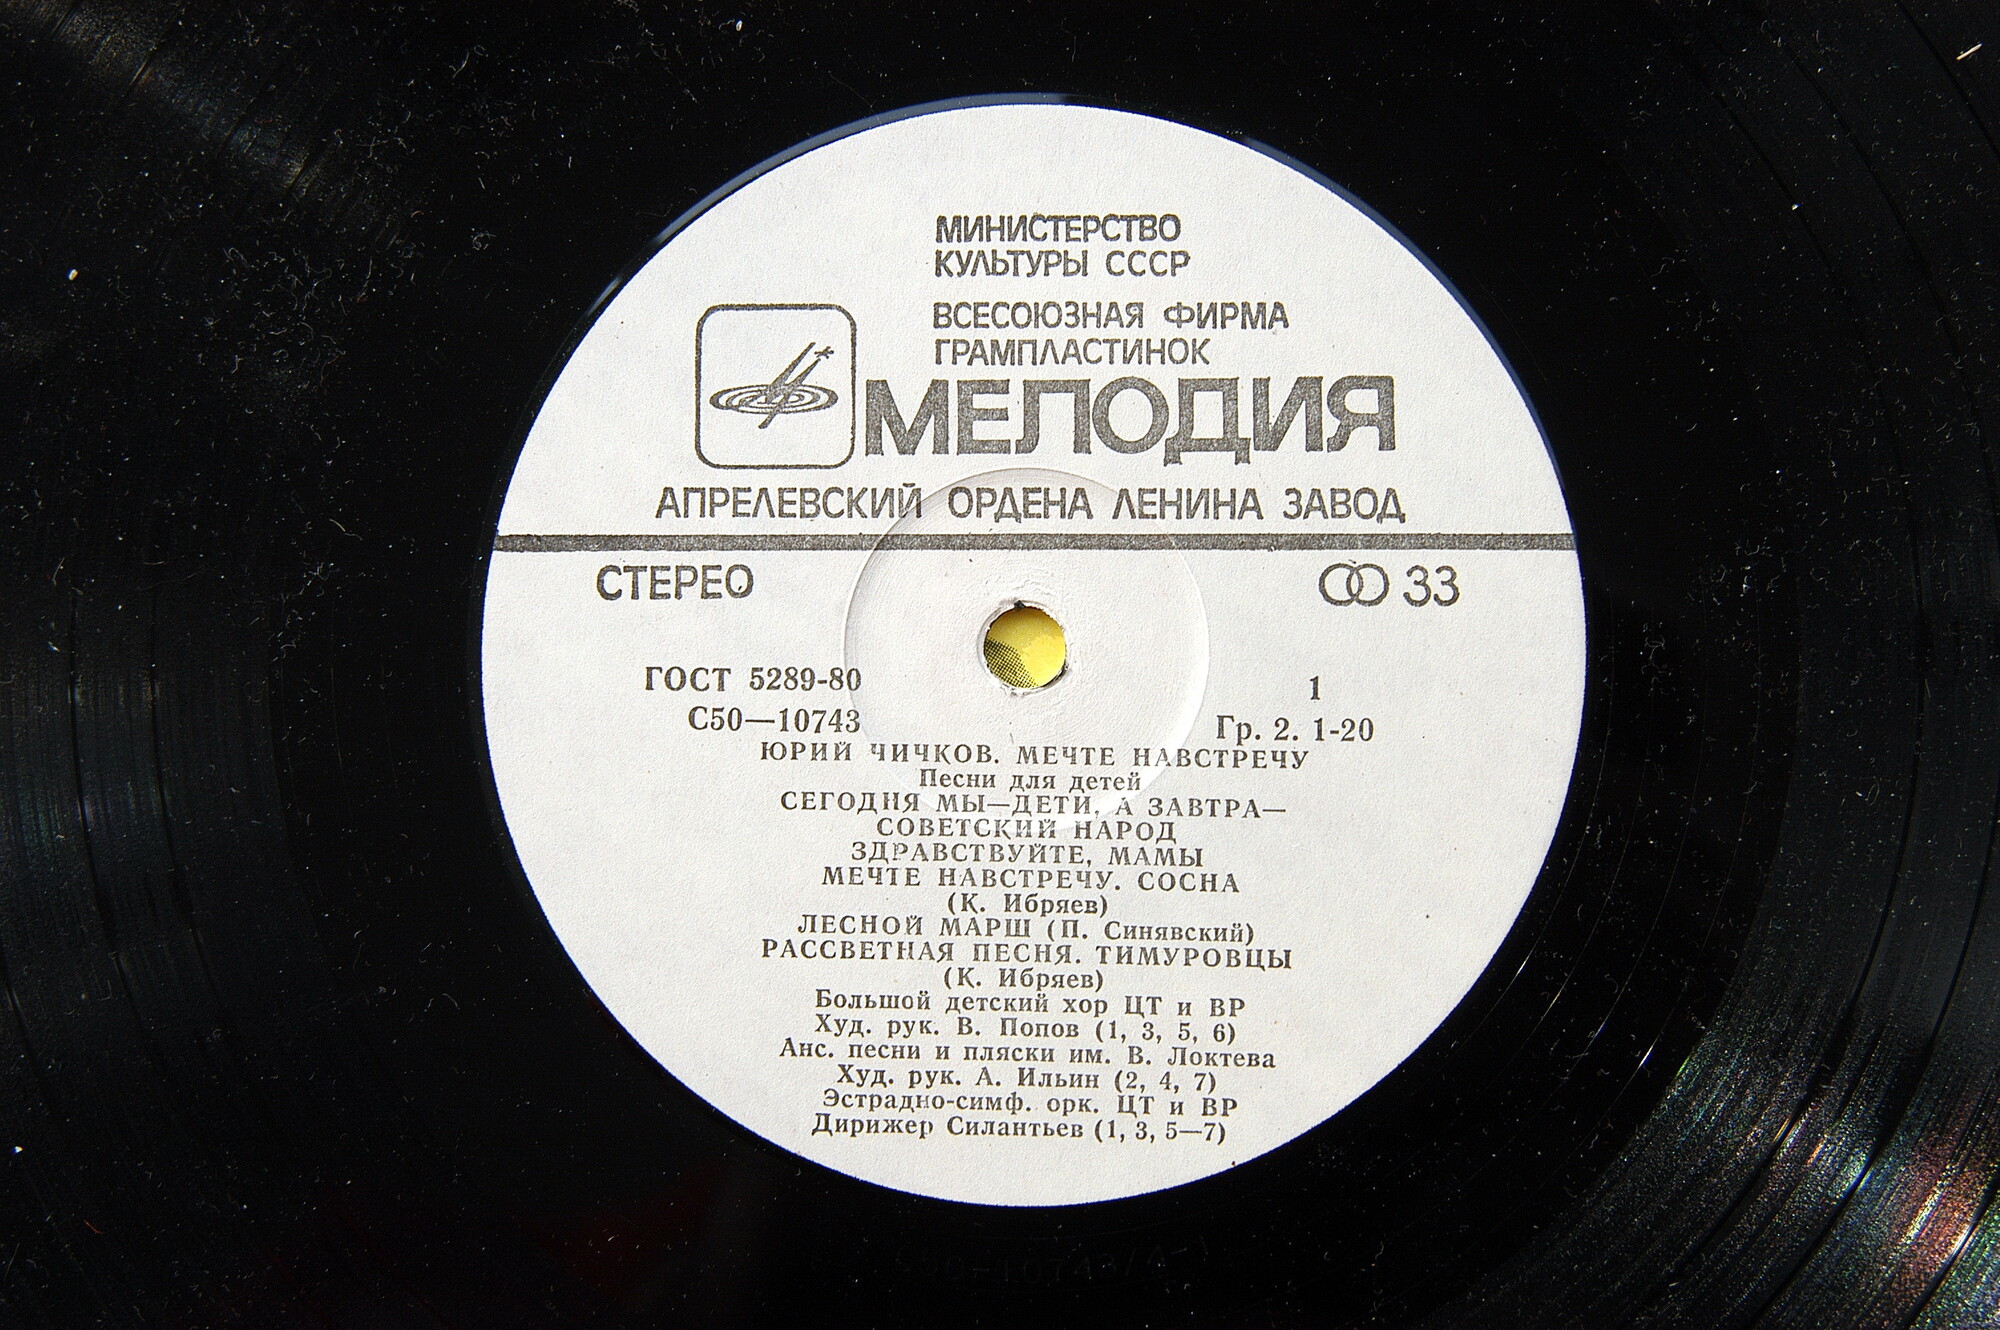 МИНИСТЕРСТВО
КУЛЬТУРЫ СССР
ВСЕСОЮЗНАЯ ФИРМА
ГРАМПЛАСТИНОК
МЕЛОДИЯ
АПРЕЛЕВСКИЙ ОРДЕНА ЛЕНИНА ЗАВОД
СТЕРЕО
33
ГОСТ 5289-80
1
С50—10743
Гр. 2. 1-20
ЮРИЙ ЧИЧКОВ. МЕЧТЕ НАВСТРЕЧУ
Песни для детей
СЕГОДНЯ МЫ—ДЕТИ, А ЗАВТРА—
СОВЕТСКИЙ НАРОД
ЗДРАВСТВУЙТЕ, МАМЫ
МЕЧТЕ НАВСТРЕЧУ. СОСНА
(К. Ибряев)
ЛЕСНОЙ МАРШ (П. Синявский)
РАССВЕТНАЯ ПЕСНЯ. ТИМУРОВЦЫ
(К. Ибряев)
Большой детский хор ЦТ и ВР
Худ. рук. В. Попов (1, 3, 5, 6)
Анс. песни и пляски им. В. Локтева
Худ. рук. А. Ильин (2, 4, 7)
Эстрадно-симф. орк. ЦТ и ВР
Дирижер Силантьев (1, 3, 5—7)